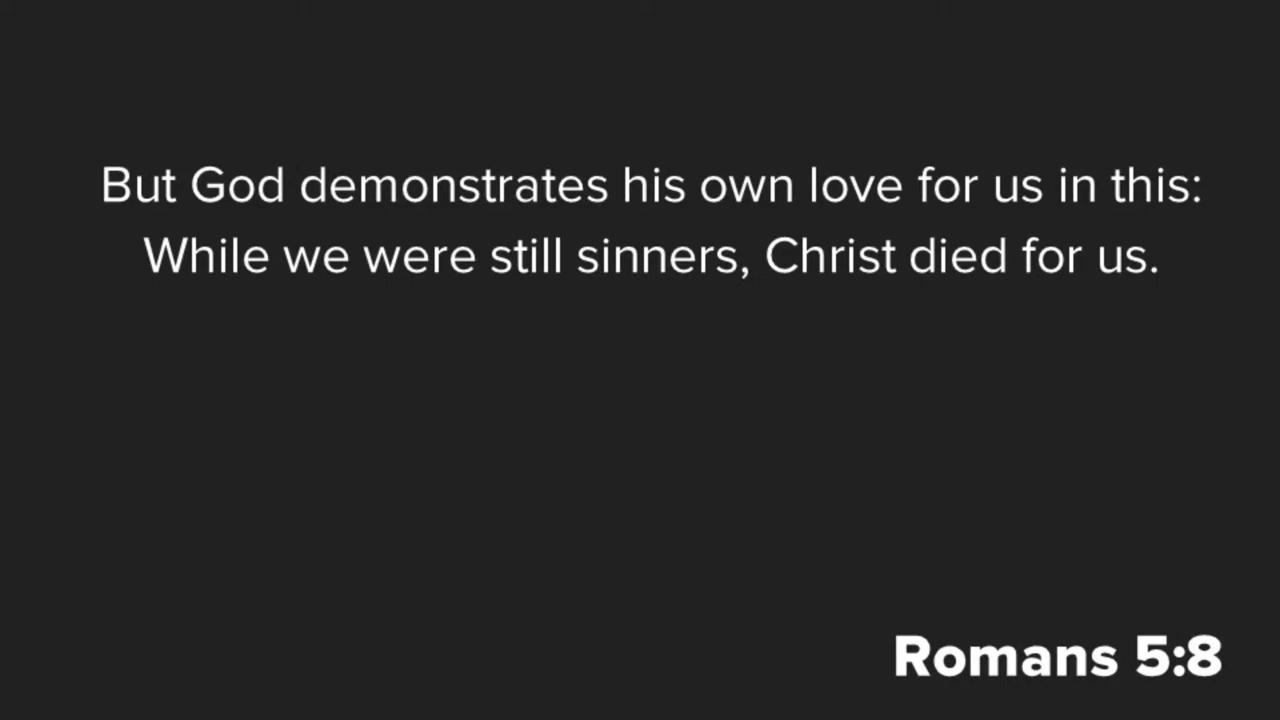 But God demonstrates his own love for us in this:
While we were still sinners, Christ died for us.
Romans 5:8